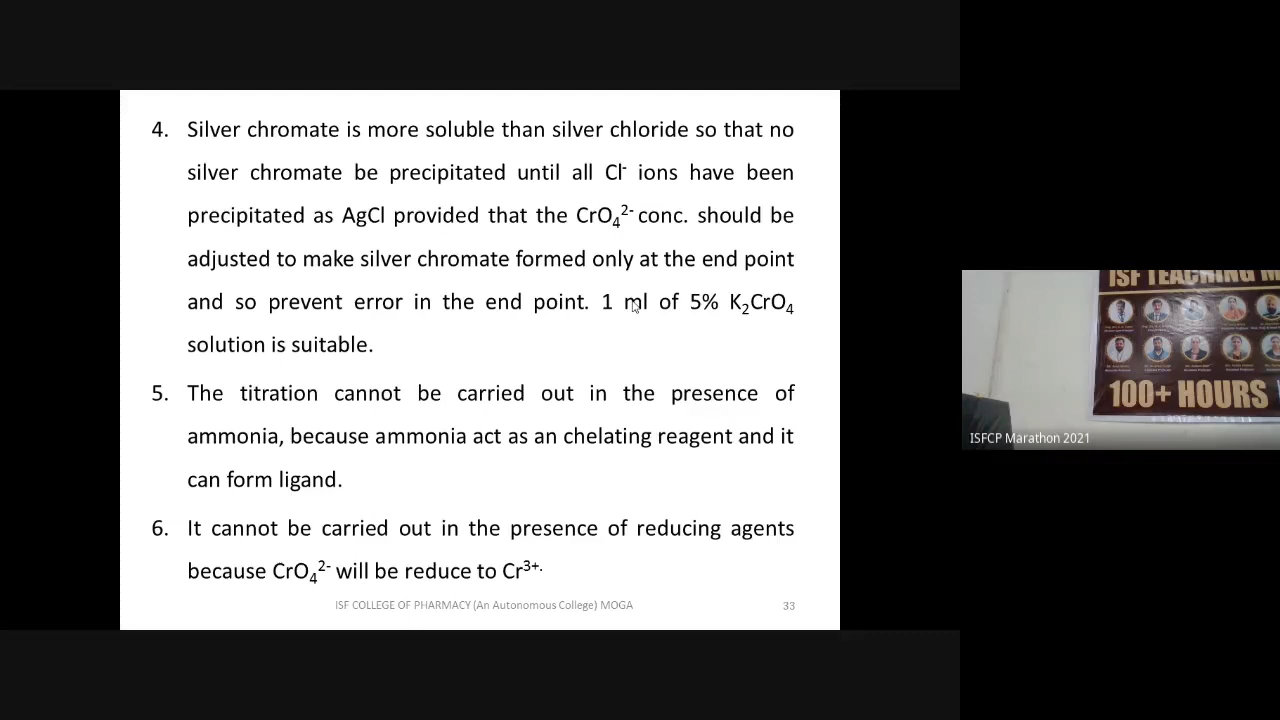 4. Silver chromate is more soluble than silver chloride so that no
silver chromate be precipitated until all Cl⁻ ions have been
precipitated as AgCl provided that the CrO₄²⁻ conc. should be
adjusted to make silver chromate formed only at the end point
and so prevent error in the end point. 1 ml of 5% K₂CrO₄
solution is suitable.
5. The titration cannot be carried out in the presence of
ammonia, because ammonia act as an chelating reagent and it
can form ligand.
6. It cannot be carried out in the presence of reducing agents
because CrO₄²⁻ will be reduce to Cr³⁺.
ISF COLLEGE OF PHARMACY (An Autonomous College) MOGA 33
ISF TEACHING
100+ HOURS
ISFCP Marathon 2021